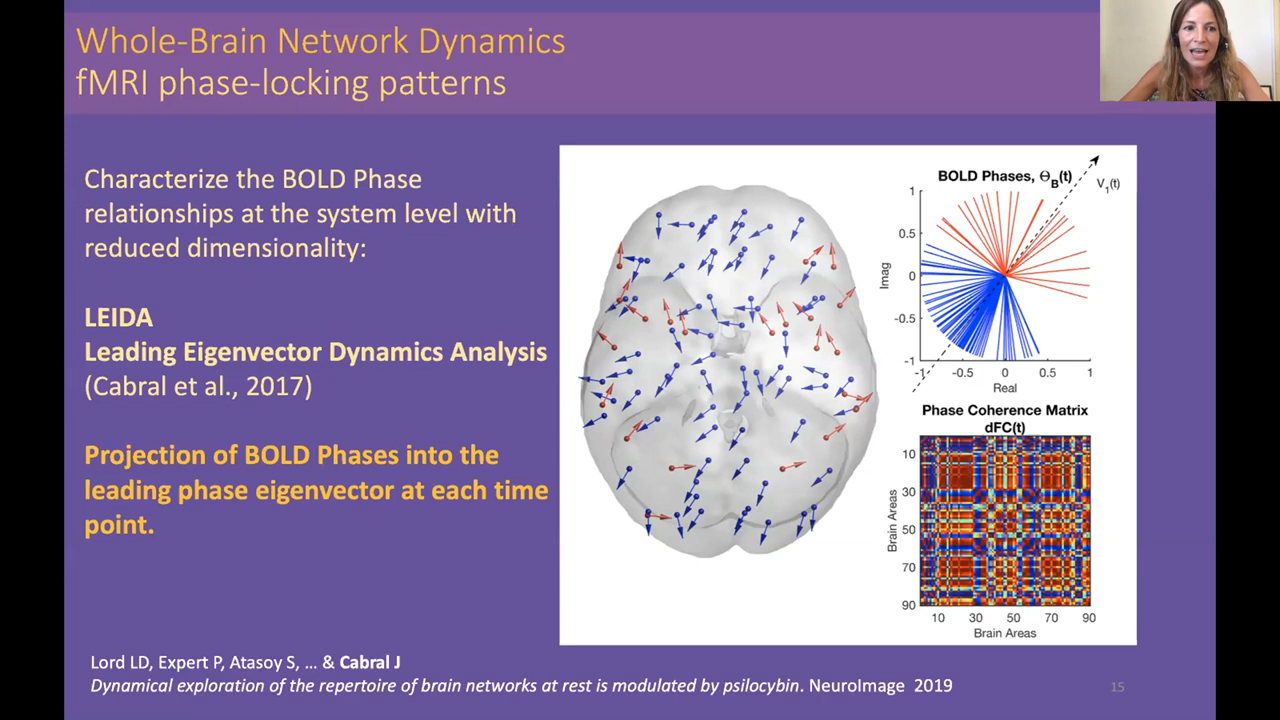 Whole-Brain Network Dynamics
fMRI phase-locking patterns
Characterize the BOLD Phase
relationships at the system level with
reduced dimensionality:
LEIDA
Leading Eigenvector Dynamics Analysis
(Cabral et al., 2017)
Projection of BOLD Phases into the
leading phase eigenvector at each time
point.
BOLD Phases, Θ_B(t)
V₁(t)
1
0.5
0
-0.5
-1
Imag
-1 -0.5 0 0.5 1
Real
Phase Coherence Matrix
dFC(t)
10
30
50
70
90
Brain Areas
10 30 50 70 90
Brain Areas
Lord LD, Expert P, Atasoy S, ... & Cabral J
Dynamical exploration of the repertoire of brain networks at rest is modulated by psilocybin. NeuroImage 2019
15